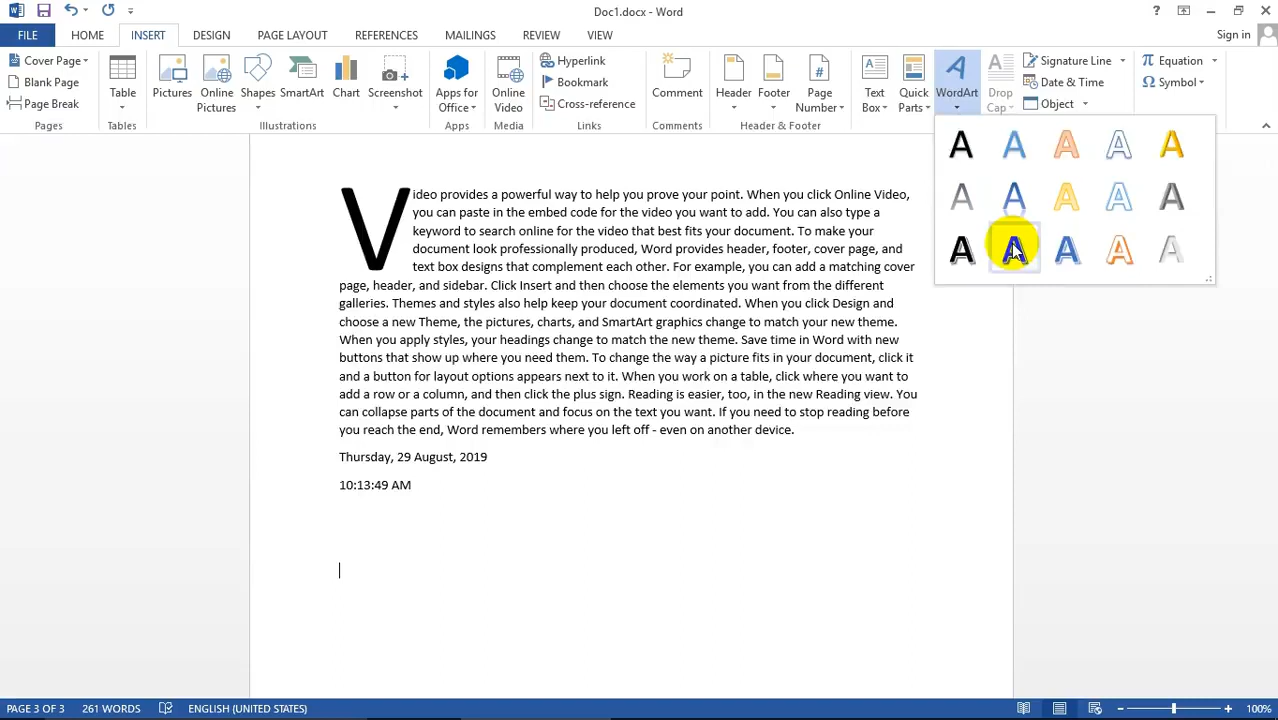 Doc1.docx - Word
?
FILE HOME INSERT DESIGN PAGE LAYOUT REFERENCES MAILINGS REVIEW VIEW Sign in
Cover Page
Blank Page
Page Break
Pages
Table
Tables
Pictures
Online Pictures
Shapes
SmartArt
Chart
Screenshot
Illustrations
Apps for Office
Apps
Online Video
Media
Hyperlink
Bookmark
Cross-reference
Links
Comment
Comments
Header
Footer
Page Number
#
Header & Footer
Text Box
A
Quick Parts
WordArt
A
Drop Cap
A
Signature Line
Date & Time
Object
π Equation
Ω Symbol
A A A A A
A A A A A
A A A A A
Video provides a powerful way to help you prove your point. When you click Online Video,
you can paste in the embed code for the video you want to add. You can also type a
keyword to search online for the video that best fits your document. To make your
document look professionally produced, Word provides header, footer, cover page, and
text box designs that complement each other. For example, you can add a matching cover
page, header, and sidebar. Click Insert and then choose the elements you want from the different
galleries. Themes and styles also help keep your document coordinated. When you click Design and
choose a new Theme, the pictures, charts, and SmartArt graphics change to match your new theme.
When you apply styles, your headings change to match the new theme. Save time in Word with new
buttons that show up where you need them. To change the way a picture fits in your document, click it
and a button for layout options appears next to it. When you work on a table, click where you want to
add a row or a column, and then click the plus sign. Reading is easier, too, in the new Reading view. You
can collapse parts of the document and focus on the text you want. If you need to stop reading before
you reach the end, Word remembers where you left off - even on another device.
Thursday, 29 August, 2019
10:13:49 AM
PAGE 3 OF 3 261 WORDS ENGLISH (UNITED STATES) 100%